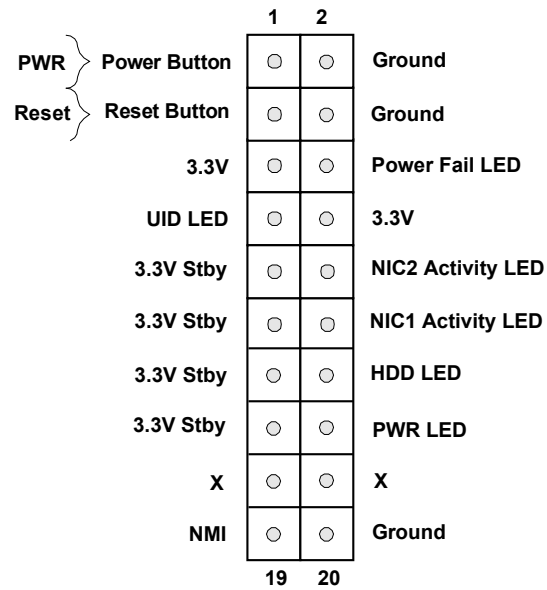 1 2
PWR Power Button Ground
Reset Reset Button Ground
3.3V Power Fail LED
UID LED 3.3V
3.3V Stby NIC2 Activity LED
3.3V Stby NIC1 Activity LED
3.3V Stby HDD LED
3.3V Stby PWR LED
X X
NMI Ground
19 20